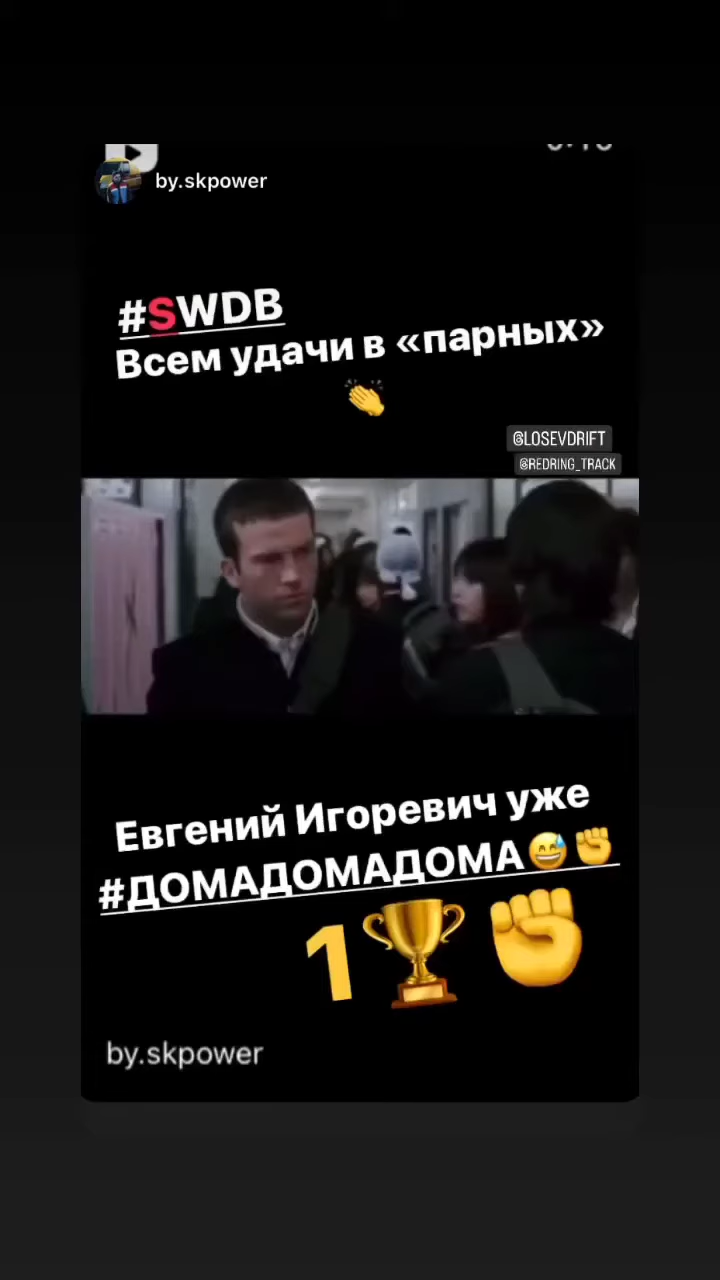 by.skpower
#SWDB
Всем удачи в «парных»
👏
@LOSEVDRIFT
@REDRING_TRACK
Евгений Игоревич уже
#ДОМАДОМАДОМА😅✊
1🏆✊
by.skpower